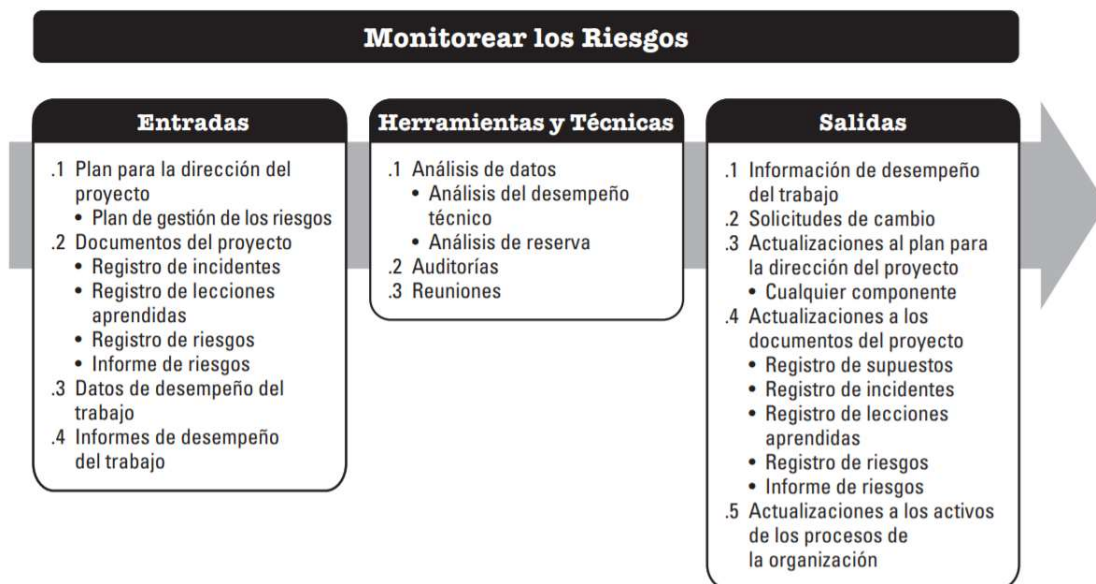 Monitorear los Riesgos
Entradas
.1 Plan para la dirección del
proyecto
• Plan de gestión de los riesgos
.2 Documentos del proyecto
• Registro de incidentes
• Registro de lecciones
aprendidas
• Registro de riesgos
• Informe de riesgos
.3 Datos de desempeño del
trabajo
.4 Informes de desempeño
del trabajo
Herramientas y Técnicas
.1 Análisis de datos
• Análisis del desempeño
técnico
• Análisis de reserva
.2 Auditorías
.3 Reuniones
Salidas
.1 Información de desempeño
del trabajo
.2 Solicitudes de cambio
.3 Actualizaciones al plan para
la dirección del proyecto
• Cualquier componente
.4 Actualizaciones a los
documentos del proyecto
• Registro de supuestos
• Registro de incidentes
• Registro de lecciones
aprendidas
• Registro de riesgos
• Informe de riesgos
.5 Actualizaciones a los activos
de los procesos de
la organización